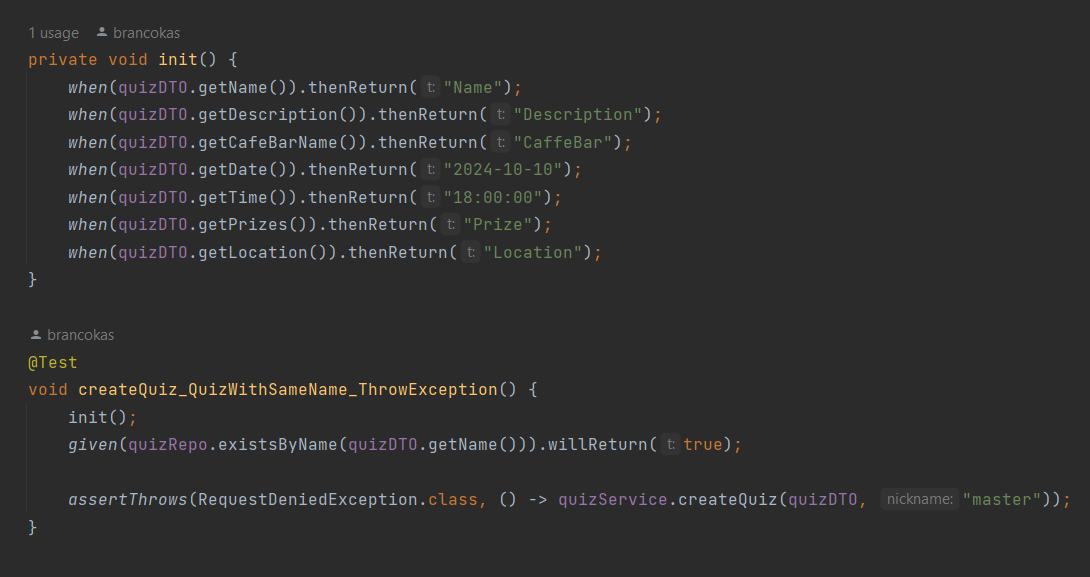 1 usage brancokas
private void init() {
when(quizDTO.getName()).thenReturn( t: "Name");
when(quizDTO.getDescription()).thenReturn( t: "Description");
when(quizDTO.getCafeBarName()).thenReturn( t: "CaffeBar");
when(quizDTO.getDate()).thenReturn( t: "2024-10-10");
when(quizDTO.getTime()).thenReturn( t: "18:00:00");
when(quizDTO.getPrizes()).thenReturn( t: "Prize");
when(quizDTO.getLocation()).thenReturn( t: "Location");
}
brancokas
@Test
void createQuiz_QuizWithSameName_ThrowException() {
init();
given(quizRepo.existsByName(quizDTO.getName())).willReturn( t: true);
assertThrows(RequestDeniedException.class, () -> quizService.createQuiz(quizDTO, nickname: "master"));
}